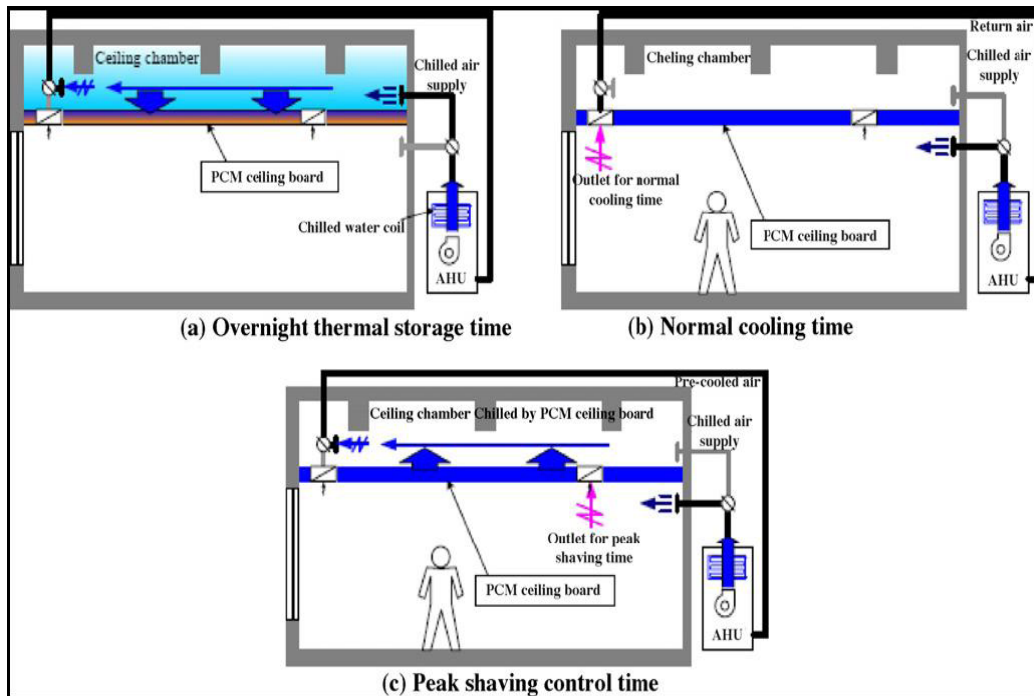 Ceiling chamber
Chilled air
supply
PCM ceiling board
Chilled water coil
AHU
(a) Overnight thermal storage time
Return air
Cheling chamber
Chilled air
supply
Outlet for normal
cooling time
PCM ceiling board
AHU
(b) Normal cooling time
Pre-cooled air
Ceiling chamber Chilled by PCM ceiling board
Chilled air
supply
Outlet for peak
shaving time
PCM ceiling board
AHU
(c) Peak shaving control time